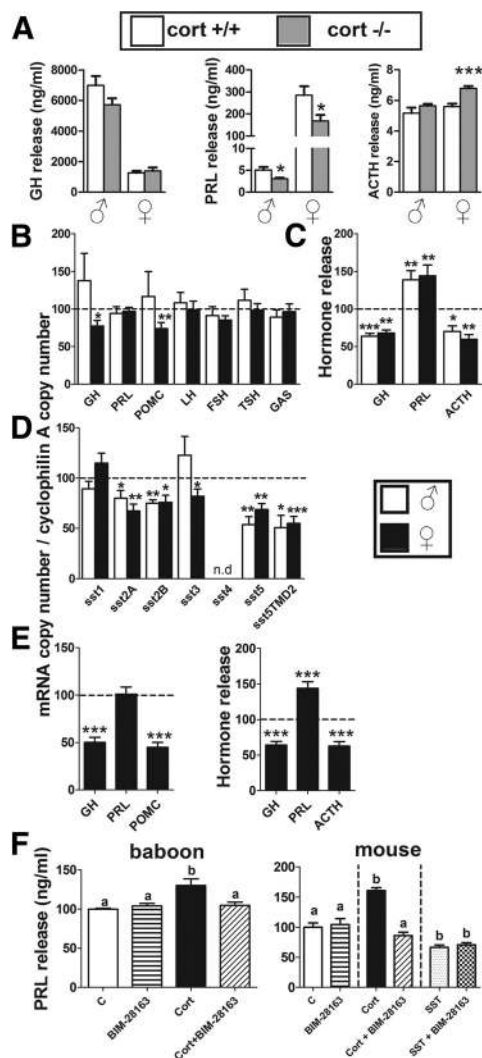 A
cort +/+ cort -/-
GH release (ng/ml)
8000
6000
4000
2000
0
♂ ♀
PRL release (ng/ml)
400
300
200
100
10
5
0
* *
♂ ♀
ACTH release (ng/ml)
8
6
4
2
0
***
♂ ♀
B
150
100
50
0
* **
GH PRL POMC LH FSH TSH GAS
C
Hormone release
200
150
100
50
0
*** ** ** ** * **
GH PRL ACTH
mRNA copy number / cyclophilin A copy number
D
150
100
50
0
* ** ** * * n.d ** ** * ***
sst1 sst2A sst2B sst3 sst4 sst5 sst5TMD2
♂
♀
E
150
100
50
0
*** ***
GH PRL POMC
Hormone release
200
150
100
50
0
*** *** ***
GH PRL ACTH
F
baboon
PRL release (ng/ml)
200
150
100
50
0
a a b a
C BIM-28163 Cort Cort+BIM-28163
mouse
200
150
100
50
0
a a b a b b
C BIM-28163 Cort Cort + BIM-28163 SST SST + BIM-28163